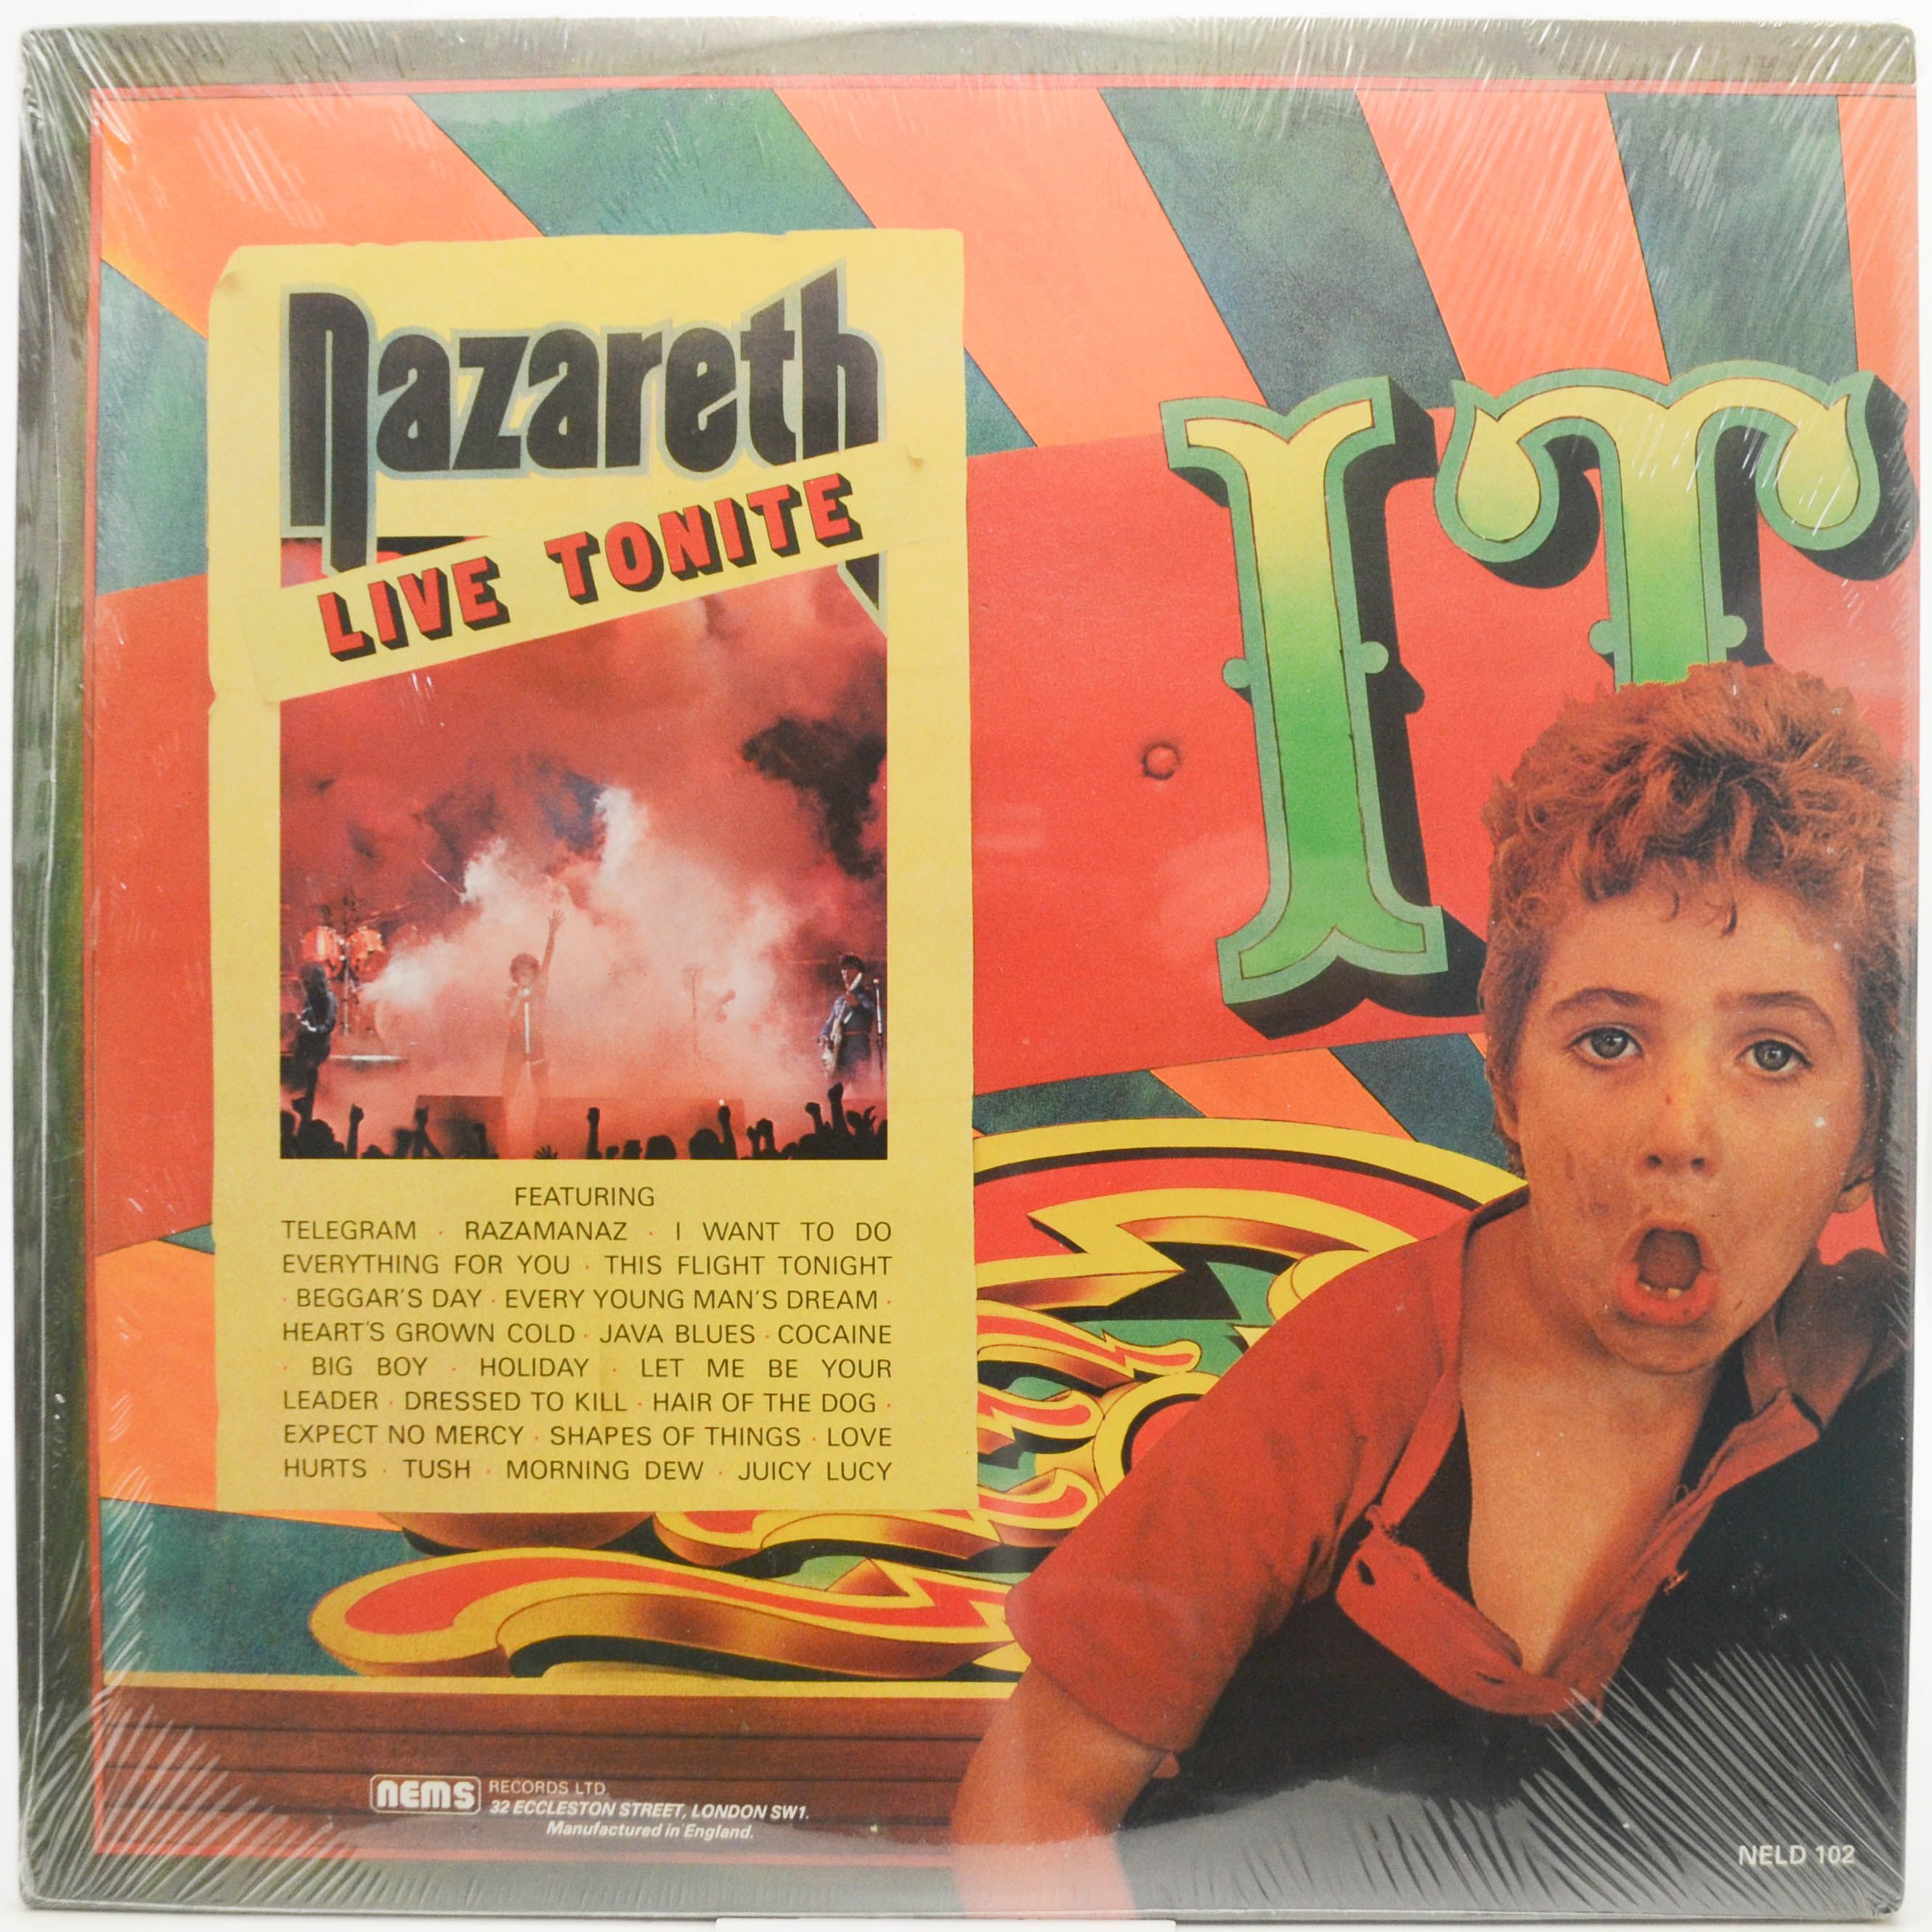 nazareth
LIVE TONITE
IT
FEATURING
TELEGRAM · RAZAMANAZ · I WANT TO DO
EVERYTHING FOR YOU · THIS FLIGHT TONIGHT
· BEGGAR'S DAY · EVERY YOUNG MAN'S DREAM ·
HEART'S GROWN COLD · JAVA BLUES · COCAINE
· BIG BOY · HOLIDAY · LET ME BE YOUR
LEADER · DRESSED TO KILL · HAIR OF THE DOG ·
EXPECT NO MERCY · SHAPES OF THINGS · LOVE
HURTS · TUSH · MORNING DEW · JUICY LUCY
nems RECORDS LTD.
32 ECCLESTON STREET, LONDON SW1.
Manufactured in England.
NELD 102